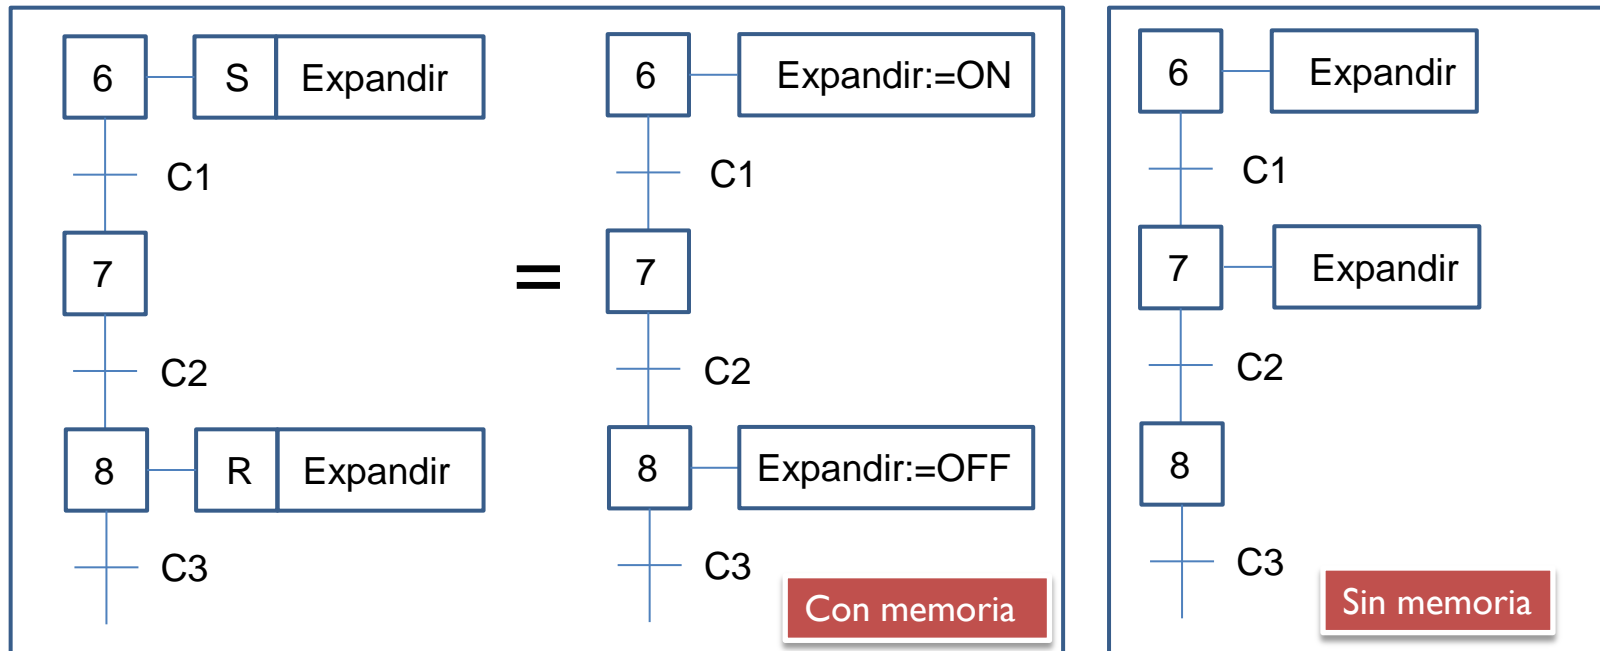 6 S Expandir
C1
7
C2
8 R Expandir
C3
=
6 Expandir:=ON
C1
7
C2
8 Expandir:=OFF
C3
Con memoria
6 Expandir
C1
7 Expandir
C2
8
C3
Sin memoria